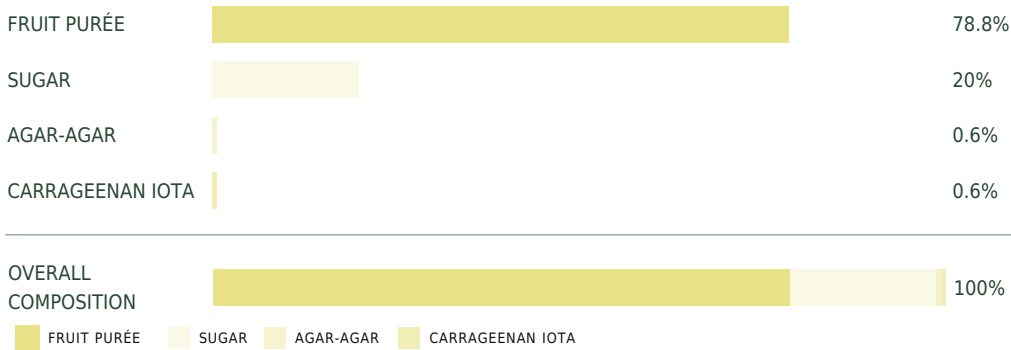 FRUIT PURÉE 78.8%
SUGAR 20%
AGAR-AGAR 0.6%
CARRAGEENAN IOTA 0.6%
OVERALL
COMPOSITION 100%
FRUIT PURÉE SUGAR AGAR-AGAR CARRAGEENAN IOTA